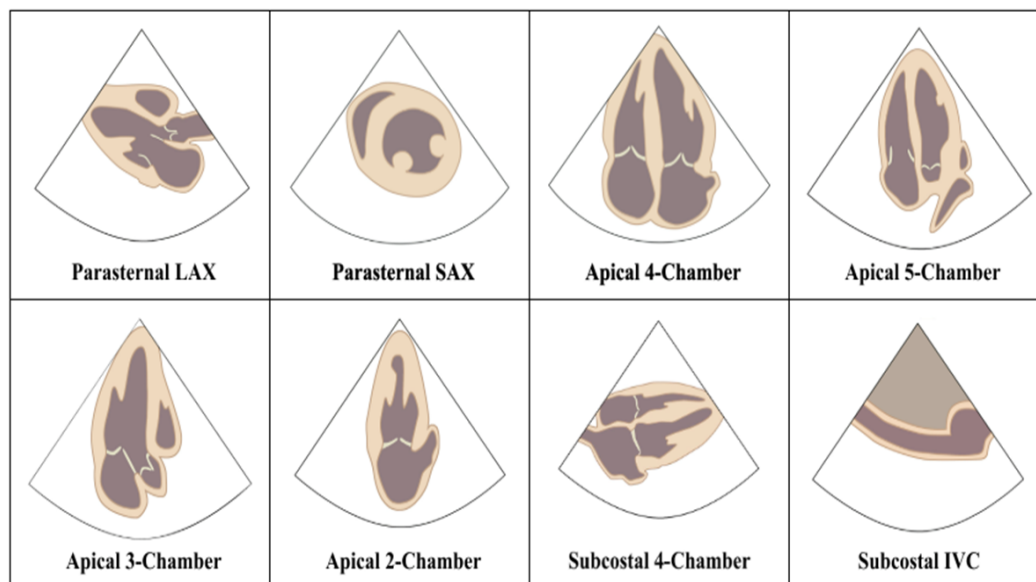 Parasternal LAX
Parasternal SAX
Apical 4-Chamber
Apical 5-Chamber
Apical 3-Chamber
Apical 2-Chamber
Subcostal 4-Chamber
Subcostal IVC